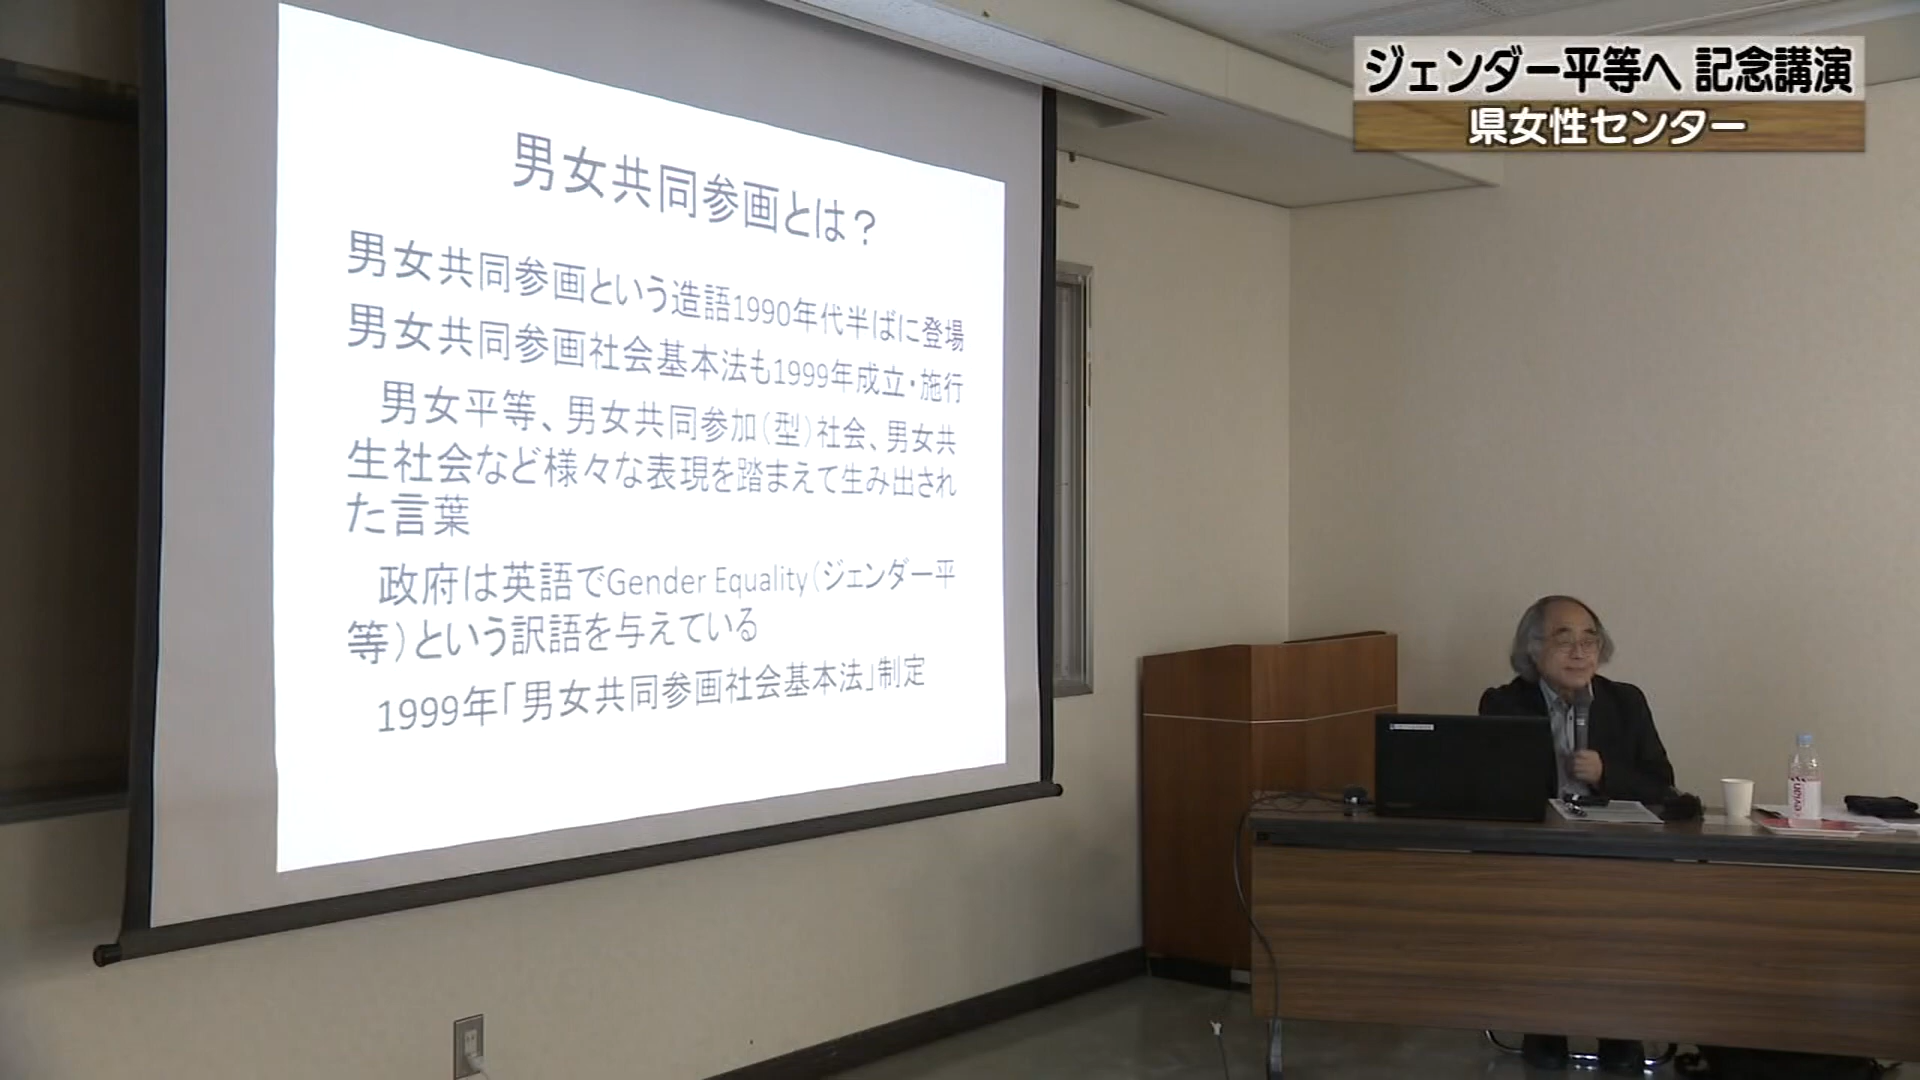 ジェンダー平等へ 記念講演
県女性センター
男女共同参画とは？
男女共同参画という造語1990年代半ばに登場
男女共同参画社会基本法も1999年成立・施行
男女平等、男女共同参加（型）社会、男女共
生社会など様々な表現を踏まえて生み出され
た言葉
政府は英語でGender Equality（ジェンダー平
等）という訳語を与えている
1999年「男女共同参画社会基本法」制定
evian